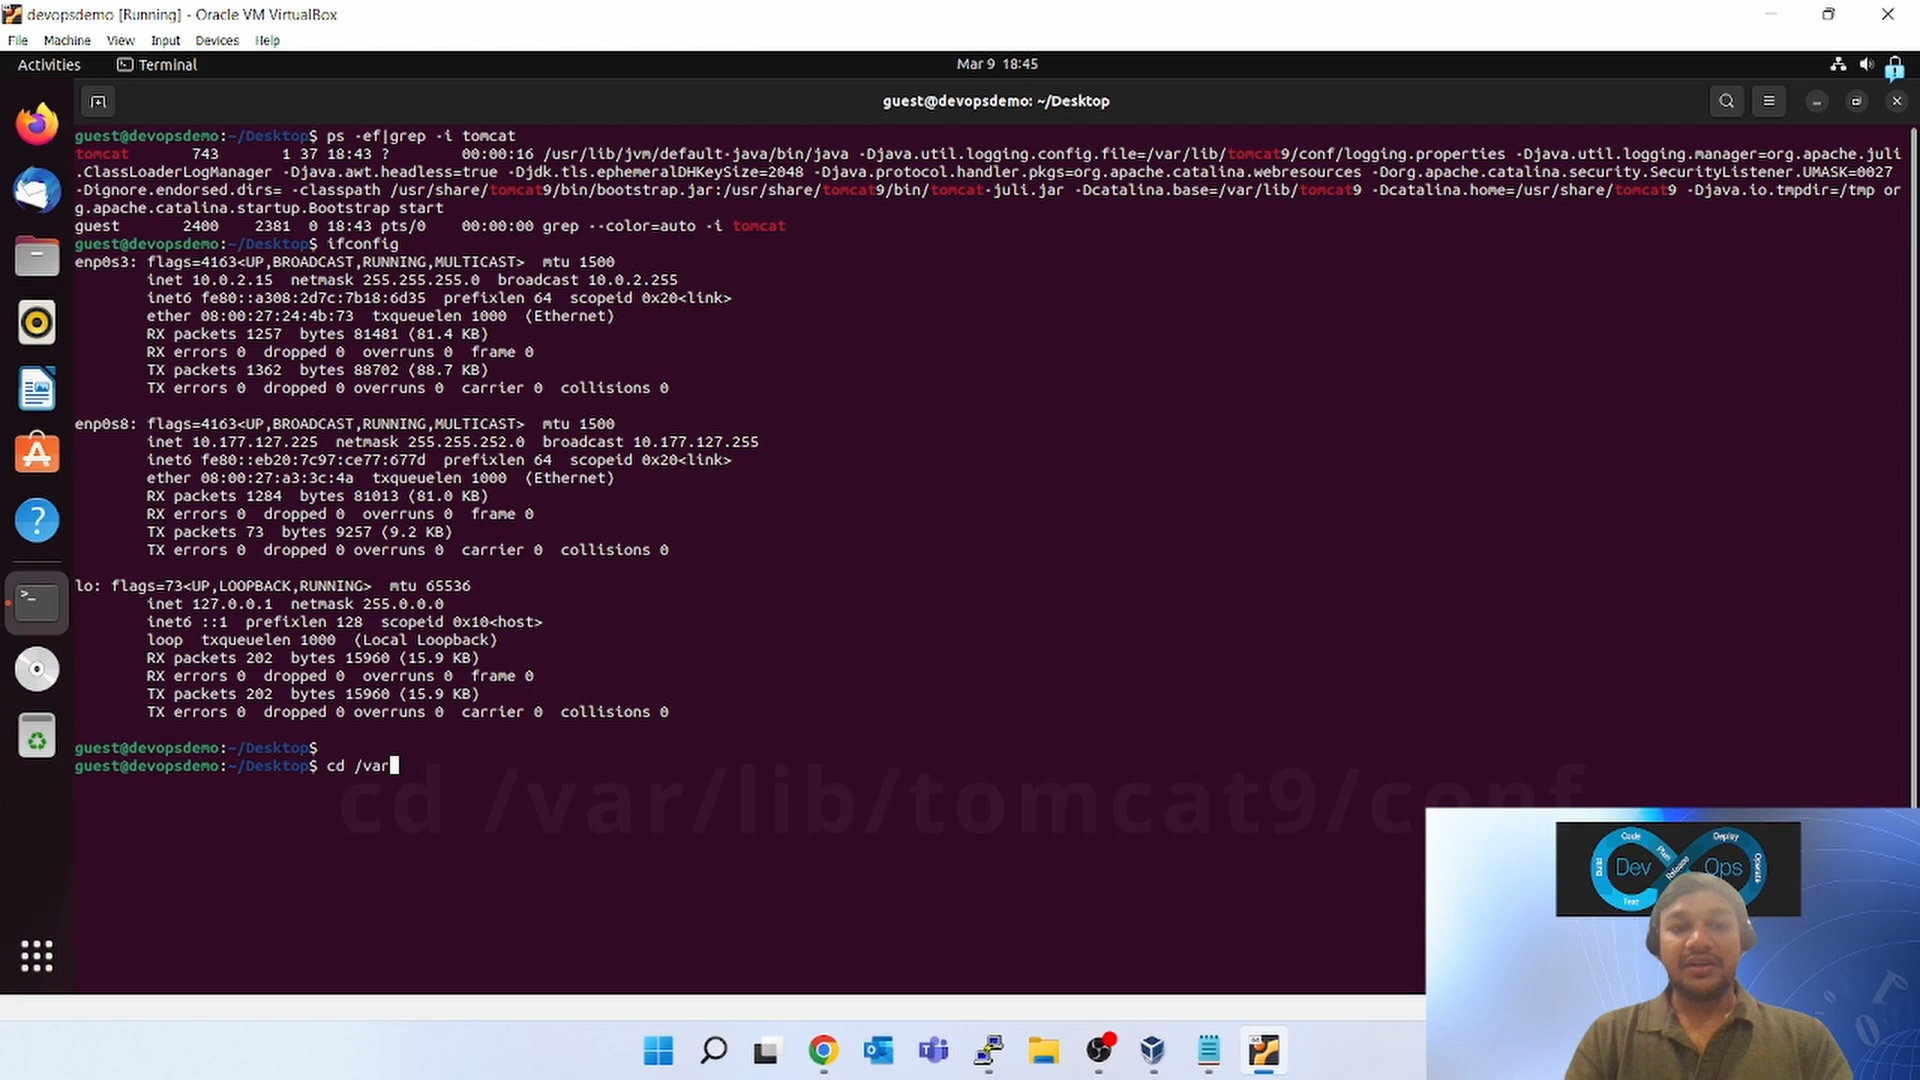 devopsdemo [Running] - Oracle VM VirtualBox
File Machine View Input Devices Help
Activities Terminal Mar 9 18:45
guest@devopsdemo: ~/Desktop
guest@devopsdemo:~/Desktop$ ps -ef|grep -i tomcat
tomcat 743 1 37 18:43 ? 00:00:16 /usr/lib/jvm/default-java/bin/java -Djava.util.logging.config.file=/var/lib/tomcat9/conf/logging.properties -Djava.util.logging.manager=org.apache.juli
.ClassLoaderLogManager -Djava.awt.headless=true -Djdk.tls.ephemeralDHKeySize=2048 -Djava.protocol.handler.pkgs=org.apache.catalina.webresources -Dorg.apache.catalina.security.SecurityListener.UMASK=0027
-Dignore.endorsed.dirs= -classpath /usr/share/tomcat9/bin/bootstrap.jar:/usr/share/tomcat9/bin/tomcat-juli.jar -Dcatalina.base=/var/lib/tomcat9 -Dcatalina.home=/usr/share/tomcat9 -Djava.io.tmpdir=/tmp or
g.apache.catalina.startup.Bootstrap start
guest 2400 2381 0 18:43 pts/0 00:00:00 grep --color=auto -i tomcat
guest@devopsdemo:~/Desktop$ ifconfig
enp0s3: flags=4163<UP,BROADCAST,RUNNING,MULTICAST> mtu 1500
inet 10.0.2.15 netmask 255.255.255.0 broadcast 10.0.2.255
inet6 fe80::a308:2d7c:7b18:6d35 prefixlen 64 scopeid 0x20<link>
ether 08:00:27:24:4b:73 txqueuelen 1000 (Ethernet)
RX packets 1257 bytes 81481 (81.4 KB)
RX errors 0 dropped 0 overruns 0 frame 0
TX packets 1362 bytes 88702 (88.7 KB)
TX errors 0 dropped 0 overruns 0 carrier 0 collisions 0
enp0s8: flags=4163<UP,BROADCAST,RUNNING,MULTICAST> mtu 1500
inet 10.177.127.225 netmask 255.255.252.0 broadcast 10.177.127.255
inet6 fe80::eb20:7c97:ce77:677d prefixlen 64 scopeid 0x20<link>
ether 08:00:27:a3:3c:4a txqueuelen 1000 (Ethernet)
RX packets 1284 bytes 81013 (81.0 KB)
RX errors 0 dropped 0 overruns 0 frame 0
TX packets 73 bytes 9257 (9.2 KB)
TX errors 0 dropped 0 overruns 0 carrier 0 collisions 0
lo: flags=73<UP,LOOPBACK,RUNNING> mtu 65536
inet 127.0.0.1 netmask 255.0.0.0
inet6 ::1 prefixlen 128 scopeid 0x10<host>
loop txqueuelen 1000 (Local Loopback)
RX packets 202 bytes 15960 (15.9 KB)
RX errors 0 dropped 0 overruns 0 frame 0
TX packets 202 bytes 15960 (15.9 KB)
TX errors 0 dropped 0 overruns 0 carrier 0 collisions 0
guest@devopsdemo:~/Desktop$
guest@devopsdemo:~/Desktop$ cd /var
cd /var/lib/tomcat9/conf
Code Deploy
Build Dev Plan Release Ops Operate
Test